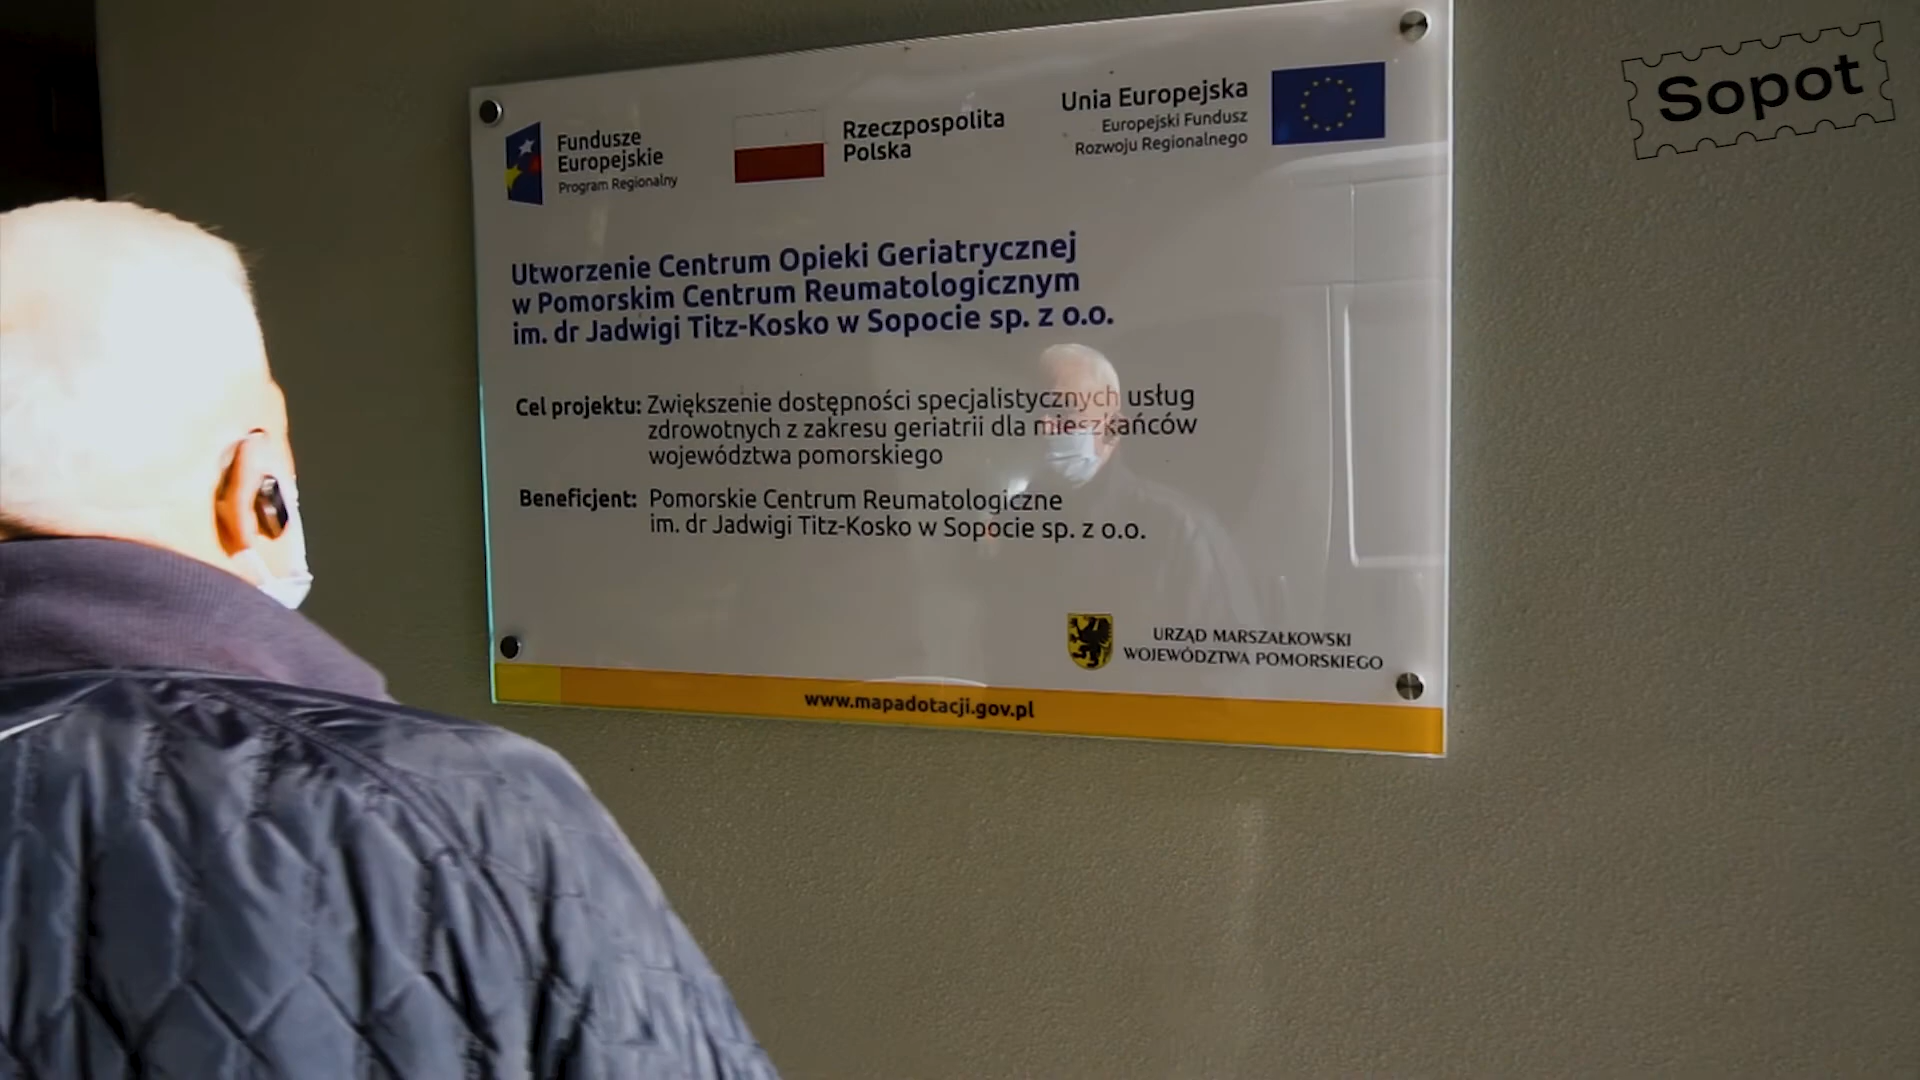 Sopot
Fundusze
Europejskie
Program Regionalny
Rzeczpospolita
Polska
Unia Europejska
Europejski Fundusz
Rozwoju Regionalnego
Utworzenie Centrum Opieki Geriatrycznej
w Pomorskim Centrum Reumatologicznym
im. dr Jadwigi Titz-Kosko w Sopocie sp. z o.o.
Cel projektu: Zwiększenie dostępności specjalistycznych usług
zdrowotnych z zakresu geriatrii dla mieszkańców
województwa pomorskiego
Beneficjent: Pomorskie Centrum Reumatologiczne
im. dr Jadwigi Titz-Kosko w Sopocie sp. z o.o.
URZĄD MARSZAŁKOWSKI
WOJEWÓDZTWA POMORSKIEGO
www.mapadotacji.gov.pl